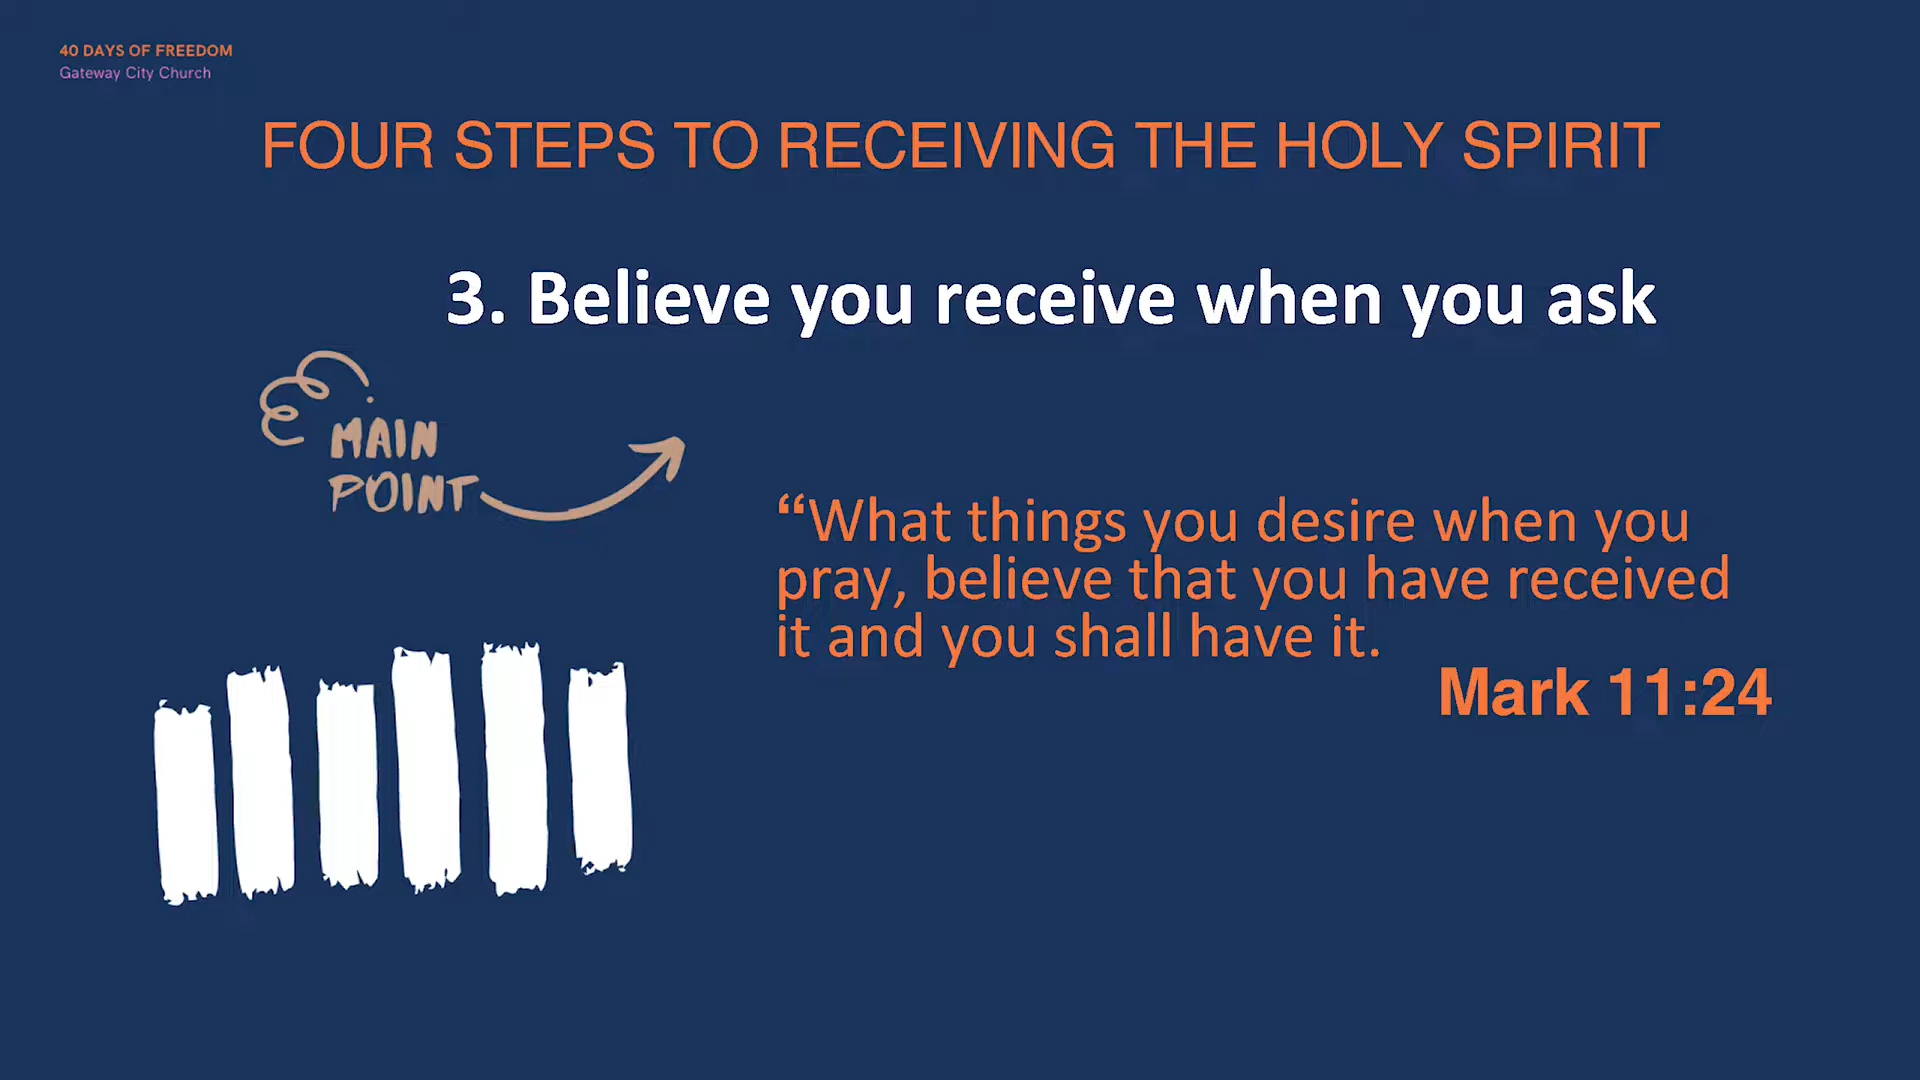 40 DAYS OF FREEDOM
Gateway City Church
FOUR STEPS TO RECEIVING THE HOLY SPIRIT
3. Believe you receive when you ask
MAIN
POINT
“What things you desire when you
pray, believe that you have received
it and you shall have it.
Mark 11:24